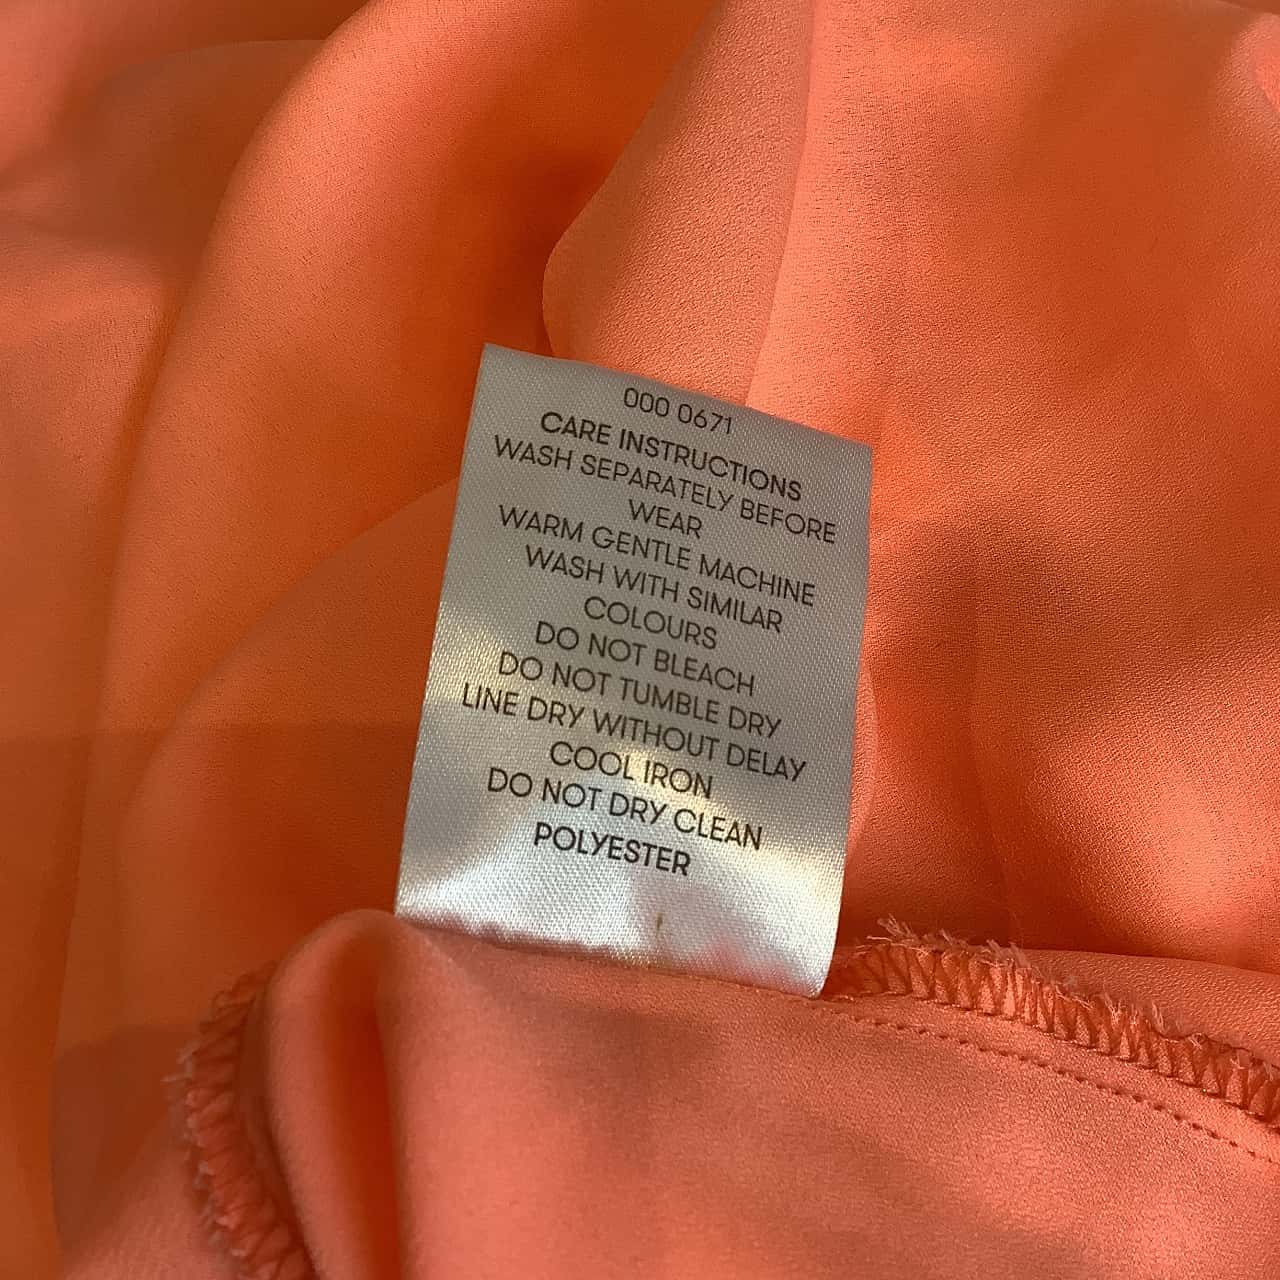 000 0671
CARE INSTRUCTIONS
WASH SEPARATELY BEFORE
WEAR
WARM GENTLE MACHINE
WASH WITH SIMILAR
COLOURS
DO NOT BLEACH
DO NOT TUMBLE DRY
LINE DRY WITHOUT DELAY
COOL IRON
DO NOT DRY CLEAN
POLYESTER